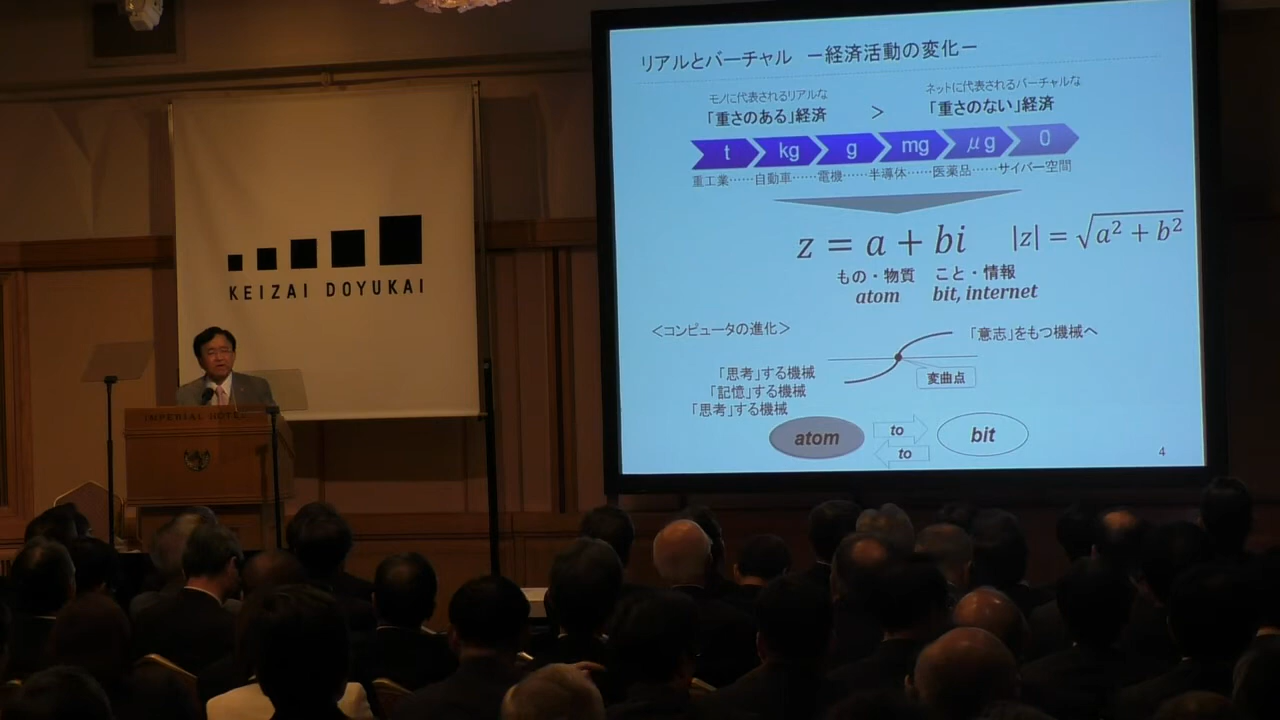 KEIZAI DOYUKAI
IMPERIAL HOTEL
リアルとバーチャル －経済活動の変化－
モノに代表されるリアルな
「重さのある」経済
＞
ネットに代表されるバーチャルな
「重さのない」経済
t kg g mg μg 0
重工業……自動車……電機……半導体……医薬品……サイバー空間
z = a + bi |z| = √a² + b²
もの・物質 こと・情報
atom bit, internet
＜コンピュータの進化＞
「意志」をもつ機械へ
変曲点
「思考」する機械
「記憶」する機械
「思考」する機械
atom to bit
to
4